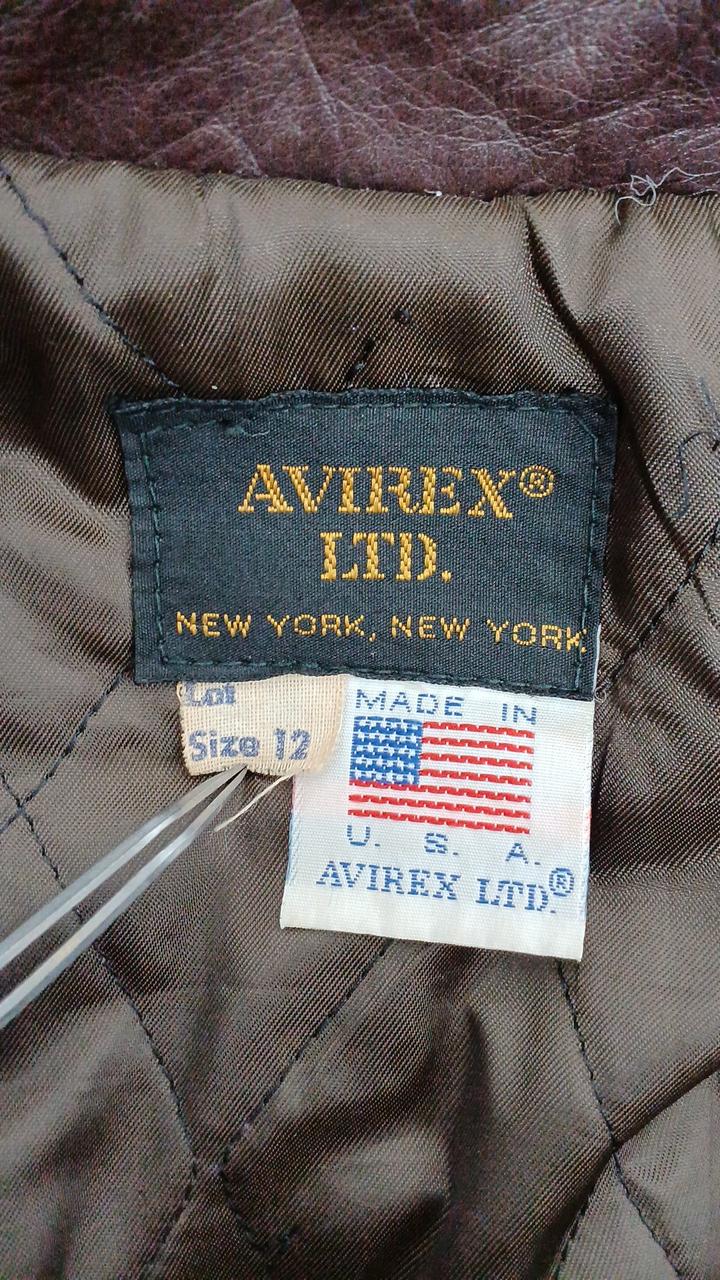 AVIREX®
LTD.
NEW YORK, NEW YORK
Lot
Size 12
MADE IN
U. S. A.
AVIREX LTD.®